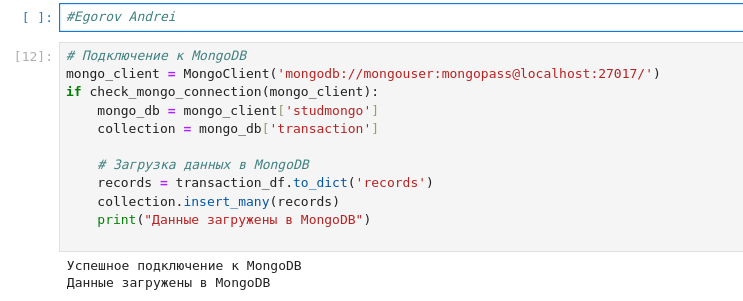 [ ]: #Egorov Andrei
[12]: # Подключение к MongoDB
mongo_client = MongoClient('mongodb://mongouser:mongopass@localhost:27017/')
if check_mongo_connection(mongo_client):
    mongo_db = mongo_client['studmongo']
    collection = mongo_db['transaction']

    # Загрузка данных в MongoDB
    records = transaction_df.to_dict('records')
    collection.insert_many(records)
    print("Данные загружены в MongoDB")

Успешное подключение к MongoDB
Данные загружены в MongoDB